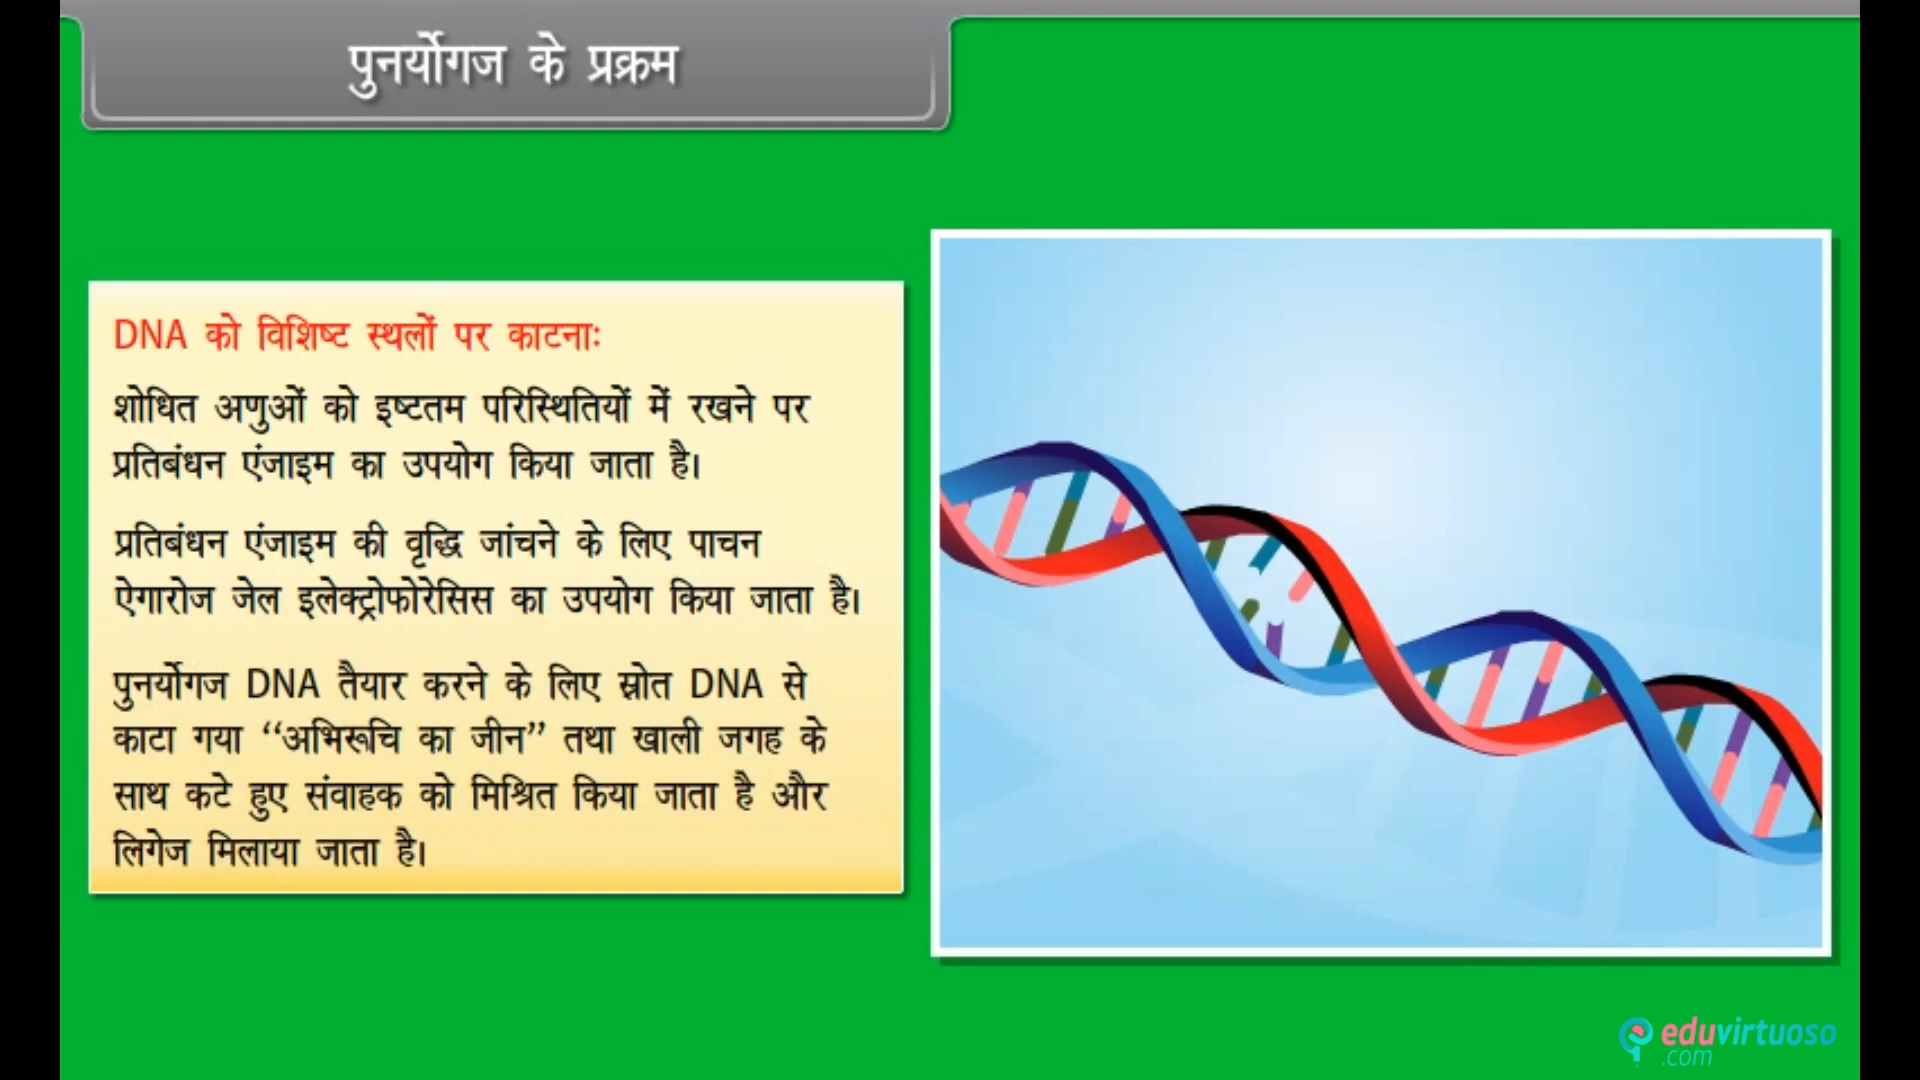 पुनर्योगज के प्रक्रम
DNA को विशिष्ट स्थलों पर काटनाः
शोधित अणुओं को इष्टतम परिस्थितियों में रखने पर
प्रतिबंधन एंजाइम का उपयोग किया जाता है।
प्रतिबंधन एंजाइम की वृद्धि जांचने के लिए पाचन
ऐगारोज जेल इलेक्ट्रोफोरेसिस का उपयोग किया जाता है।
पुनर्योगज DNA तैयार करने के लिए स्रोत DNA से
काटा गया ‘‘अभिरूचि का जीन’’ तथा खाली जगह के
साथ कटे हुए संवाहक को मिश्रित किया जाता है और
लिगेज मिलाया जाता है।
eduvirtuoso
.com